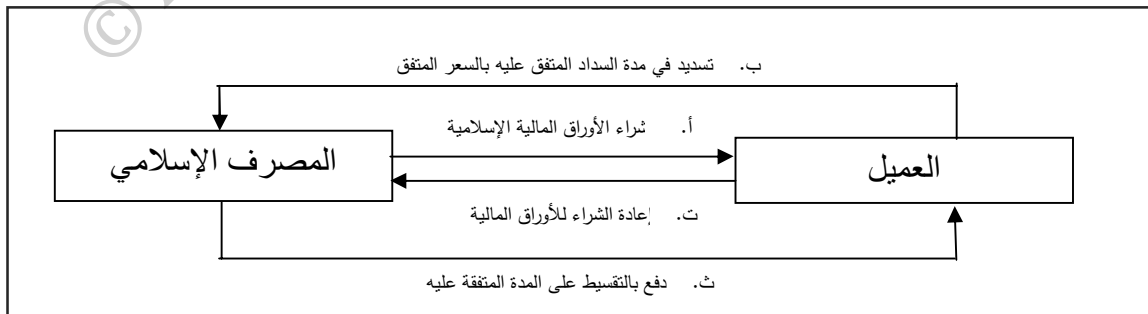 ©
ب. تسديد في مدة السداد المتفق عليه بالسعر المتفق
أ. شراء الأوراق المالية الإسلامية
المصرف الإسلامي
العميل
ت. إعادة الشراء للأوراق المالية
ث. دفع بالتقسيط على المدة المتفقة عليه